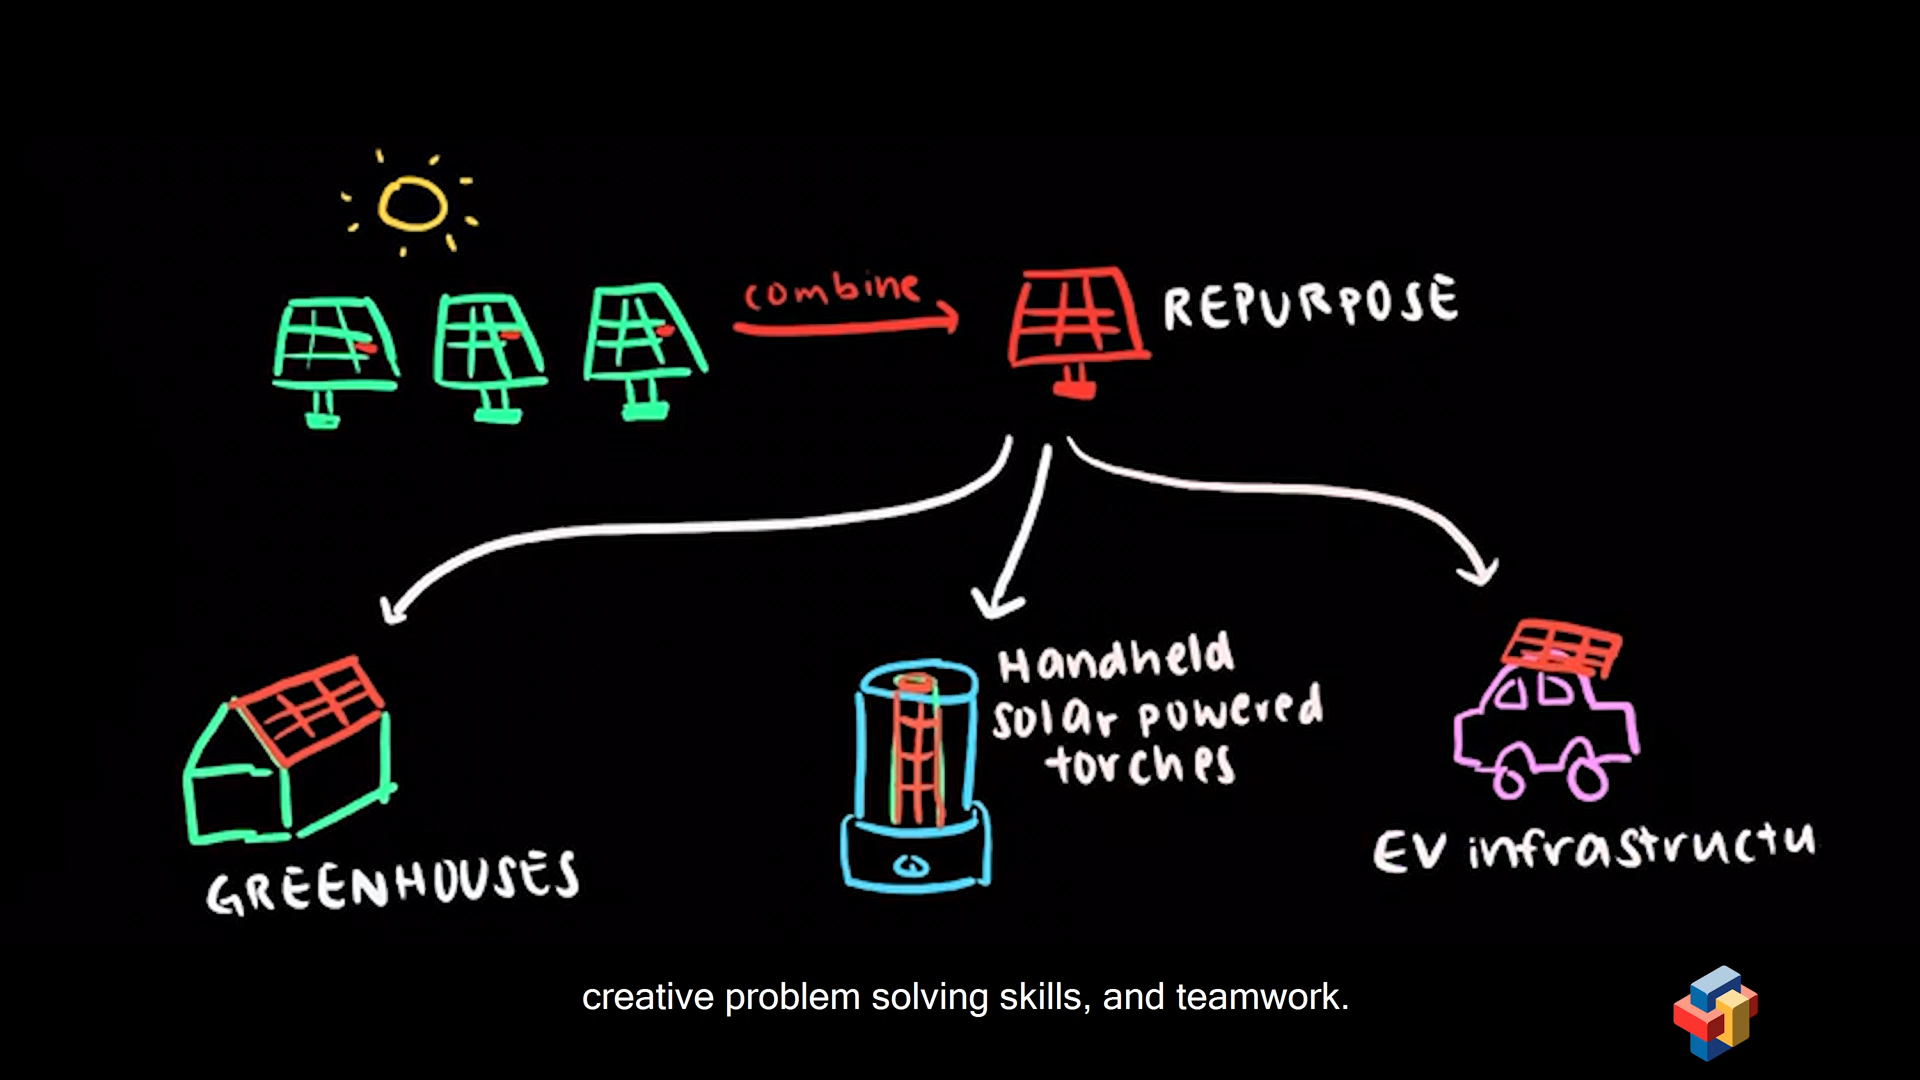 combine
REPURPOSE
Handheld
solar powered
torches
GREENHOUSES
EV infrastructu
creative problem solving skills, and teamwork.